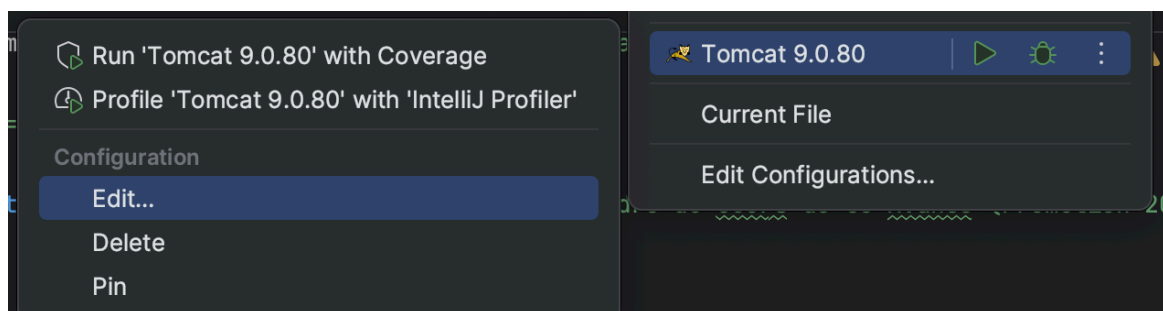 Run 'Tomcat 9.0.80' with Coverage
Profile 'Tomcat 9.0.80' with 'IntelliJ Profiler'
Configuration
Edit...
Delete
Pin
Tomcat 9.0.80
Current File
Edit Configurations...